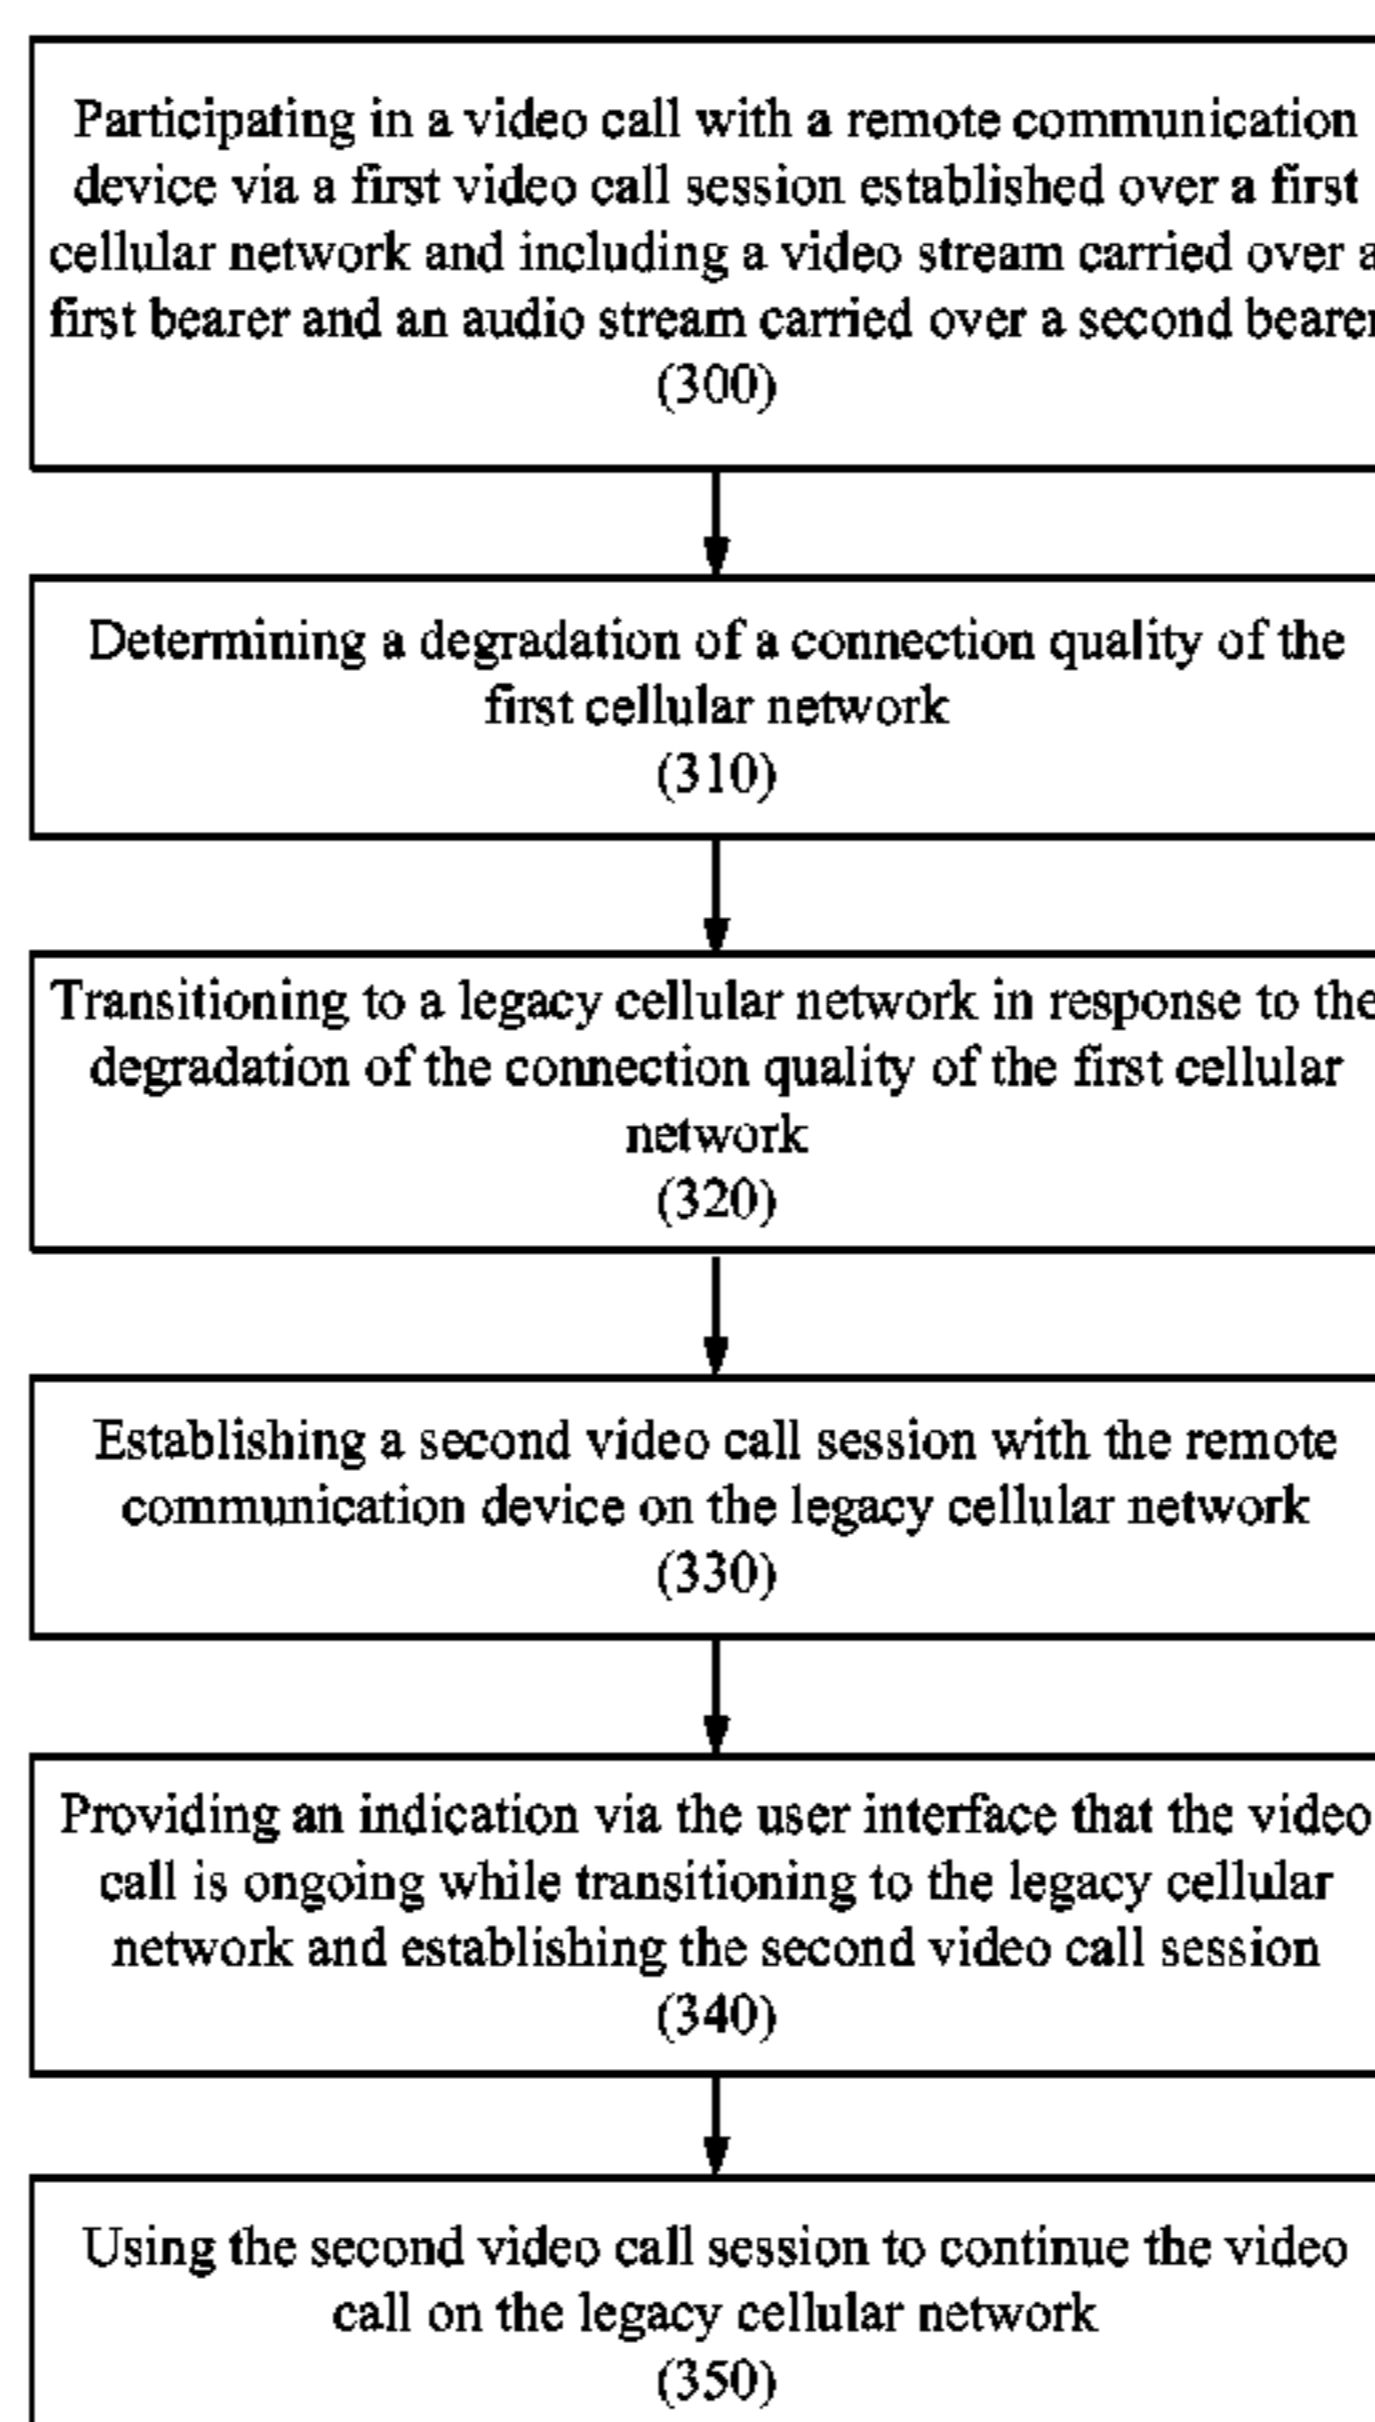 Participating in a video call with a remote communication
device via a first video call session established over a first
cellular network and including a video stream carried over a
first bearer and an audio stream carried over a second bearer
(300)
Determining a degradation of a connection quality of the
first cellular network
(310)
Transitioning to a legacy cellular network in response to the
degradation of the connection quality of the first cellular
network
(320)
Establishing a second video call session with the remote
communication device on the legacy cellular network
(330)
Providing an indication via the user interface that the video
call is ongoing while transitioning to the legacy cellular
network and establishing the second video call session
(340)
Using the second video call session to continue the video
call on the legacy cellular network
(350)